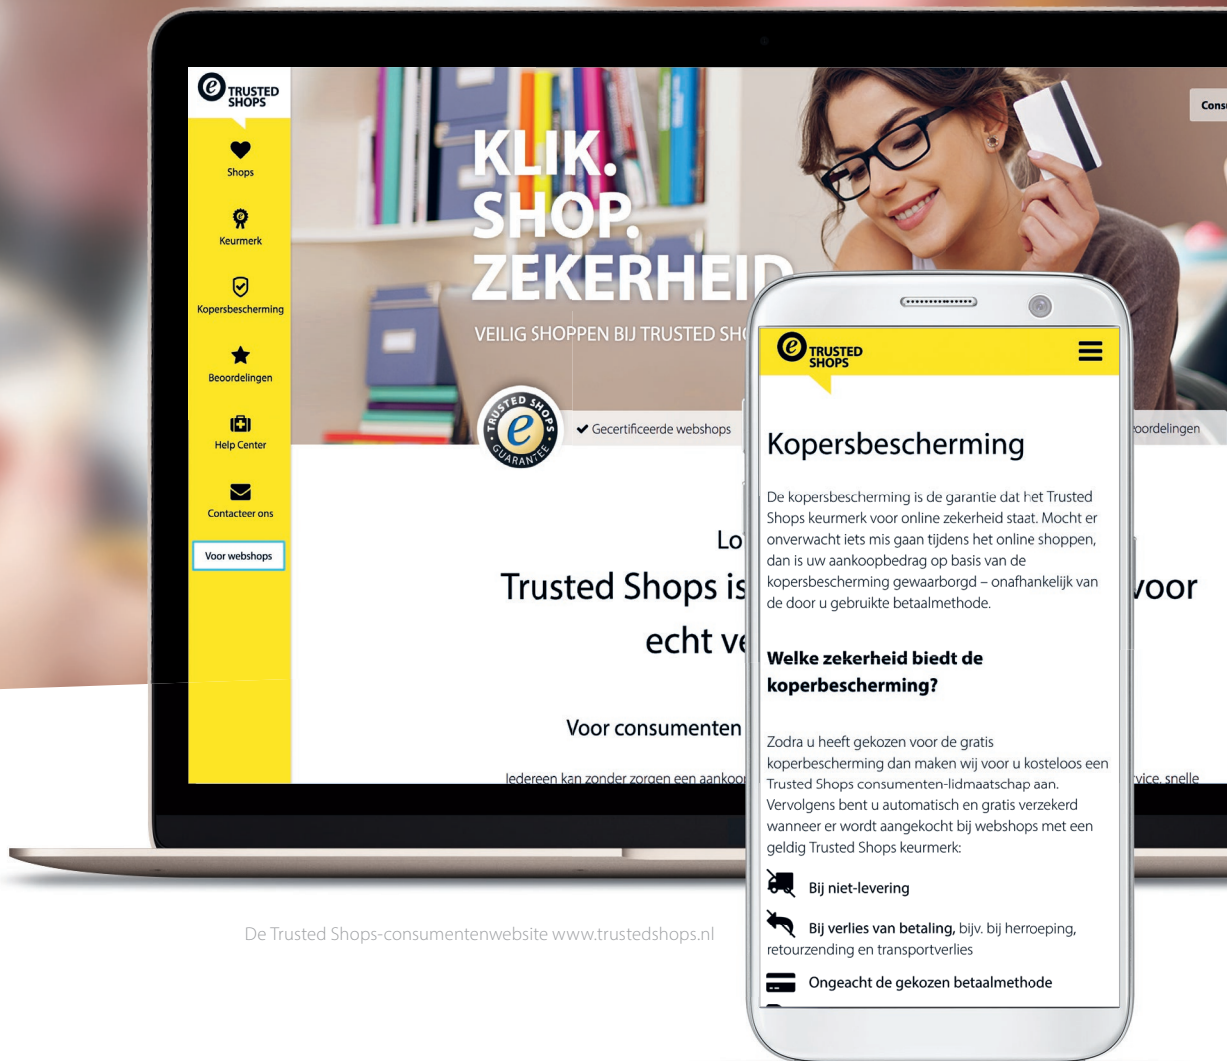 TRUSTED
SHOPS
Shops
Keurmerk
Kopersbescherming
Beoordelingen
Help Center
Contacteer ons
Voor webshops
KLIK.
SHOP.
ZEKERHEID
VEILIG SHOPPEN BIJ TRUSTED
TRUSTED SHOPS
GUARANTEE
Gecertificeerde webshops
Trusted Shops is voor
echt
Voor consumenten
Iedereen kan zonder zorgen een snelle
TRUSTED
SHOPS
Kopersbescherming
De kopersbescherming is de garantie dat het Trusted
Shops keurmerk voor online zekerheid staat. Mocht er
onverwacht iets mis gaan tijdens het online shoppen,
dan is uw aankoopbedrag op basis van de
kopersbescherming gewaarborgd – onafhankelijk van
de door u gebruikte betaalmethode.
Welke zekerheid biedt de
koperbescherming?
Zodra u heeft gekozen voor de gratis
koperbescherming dan maken wij voor u kosteloos een
Trusted Shops consumenten-lidmaatschap aan.
Vervolgens bent u automatisch en gratis verzekerd
wanneer er wordt aangekocht bij webshops met een
geldig Trusted Shops keurmerk:
Bij niet-levering
Bij verlies van betaling, bijv. bij herroeping,
retourzending en transportverlies
Ongeacht de gekozen betaalmethode
De Trusted Shops-consumentenwebsite www.trustedshops.nl